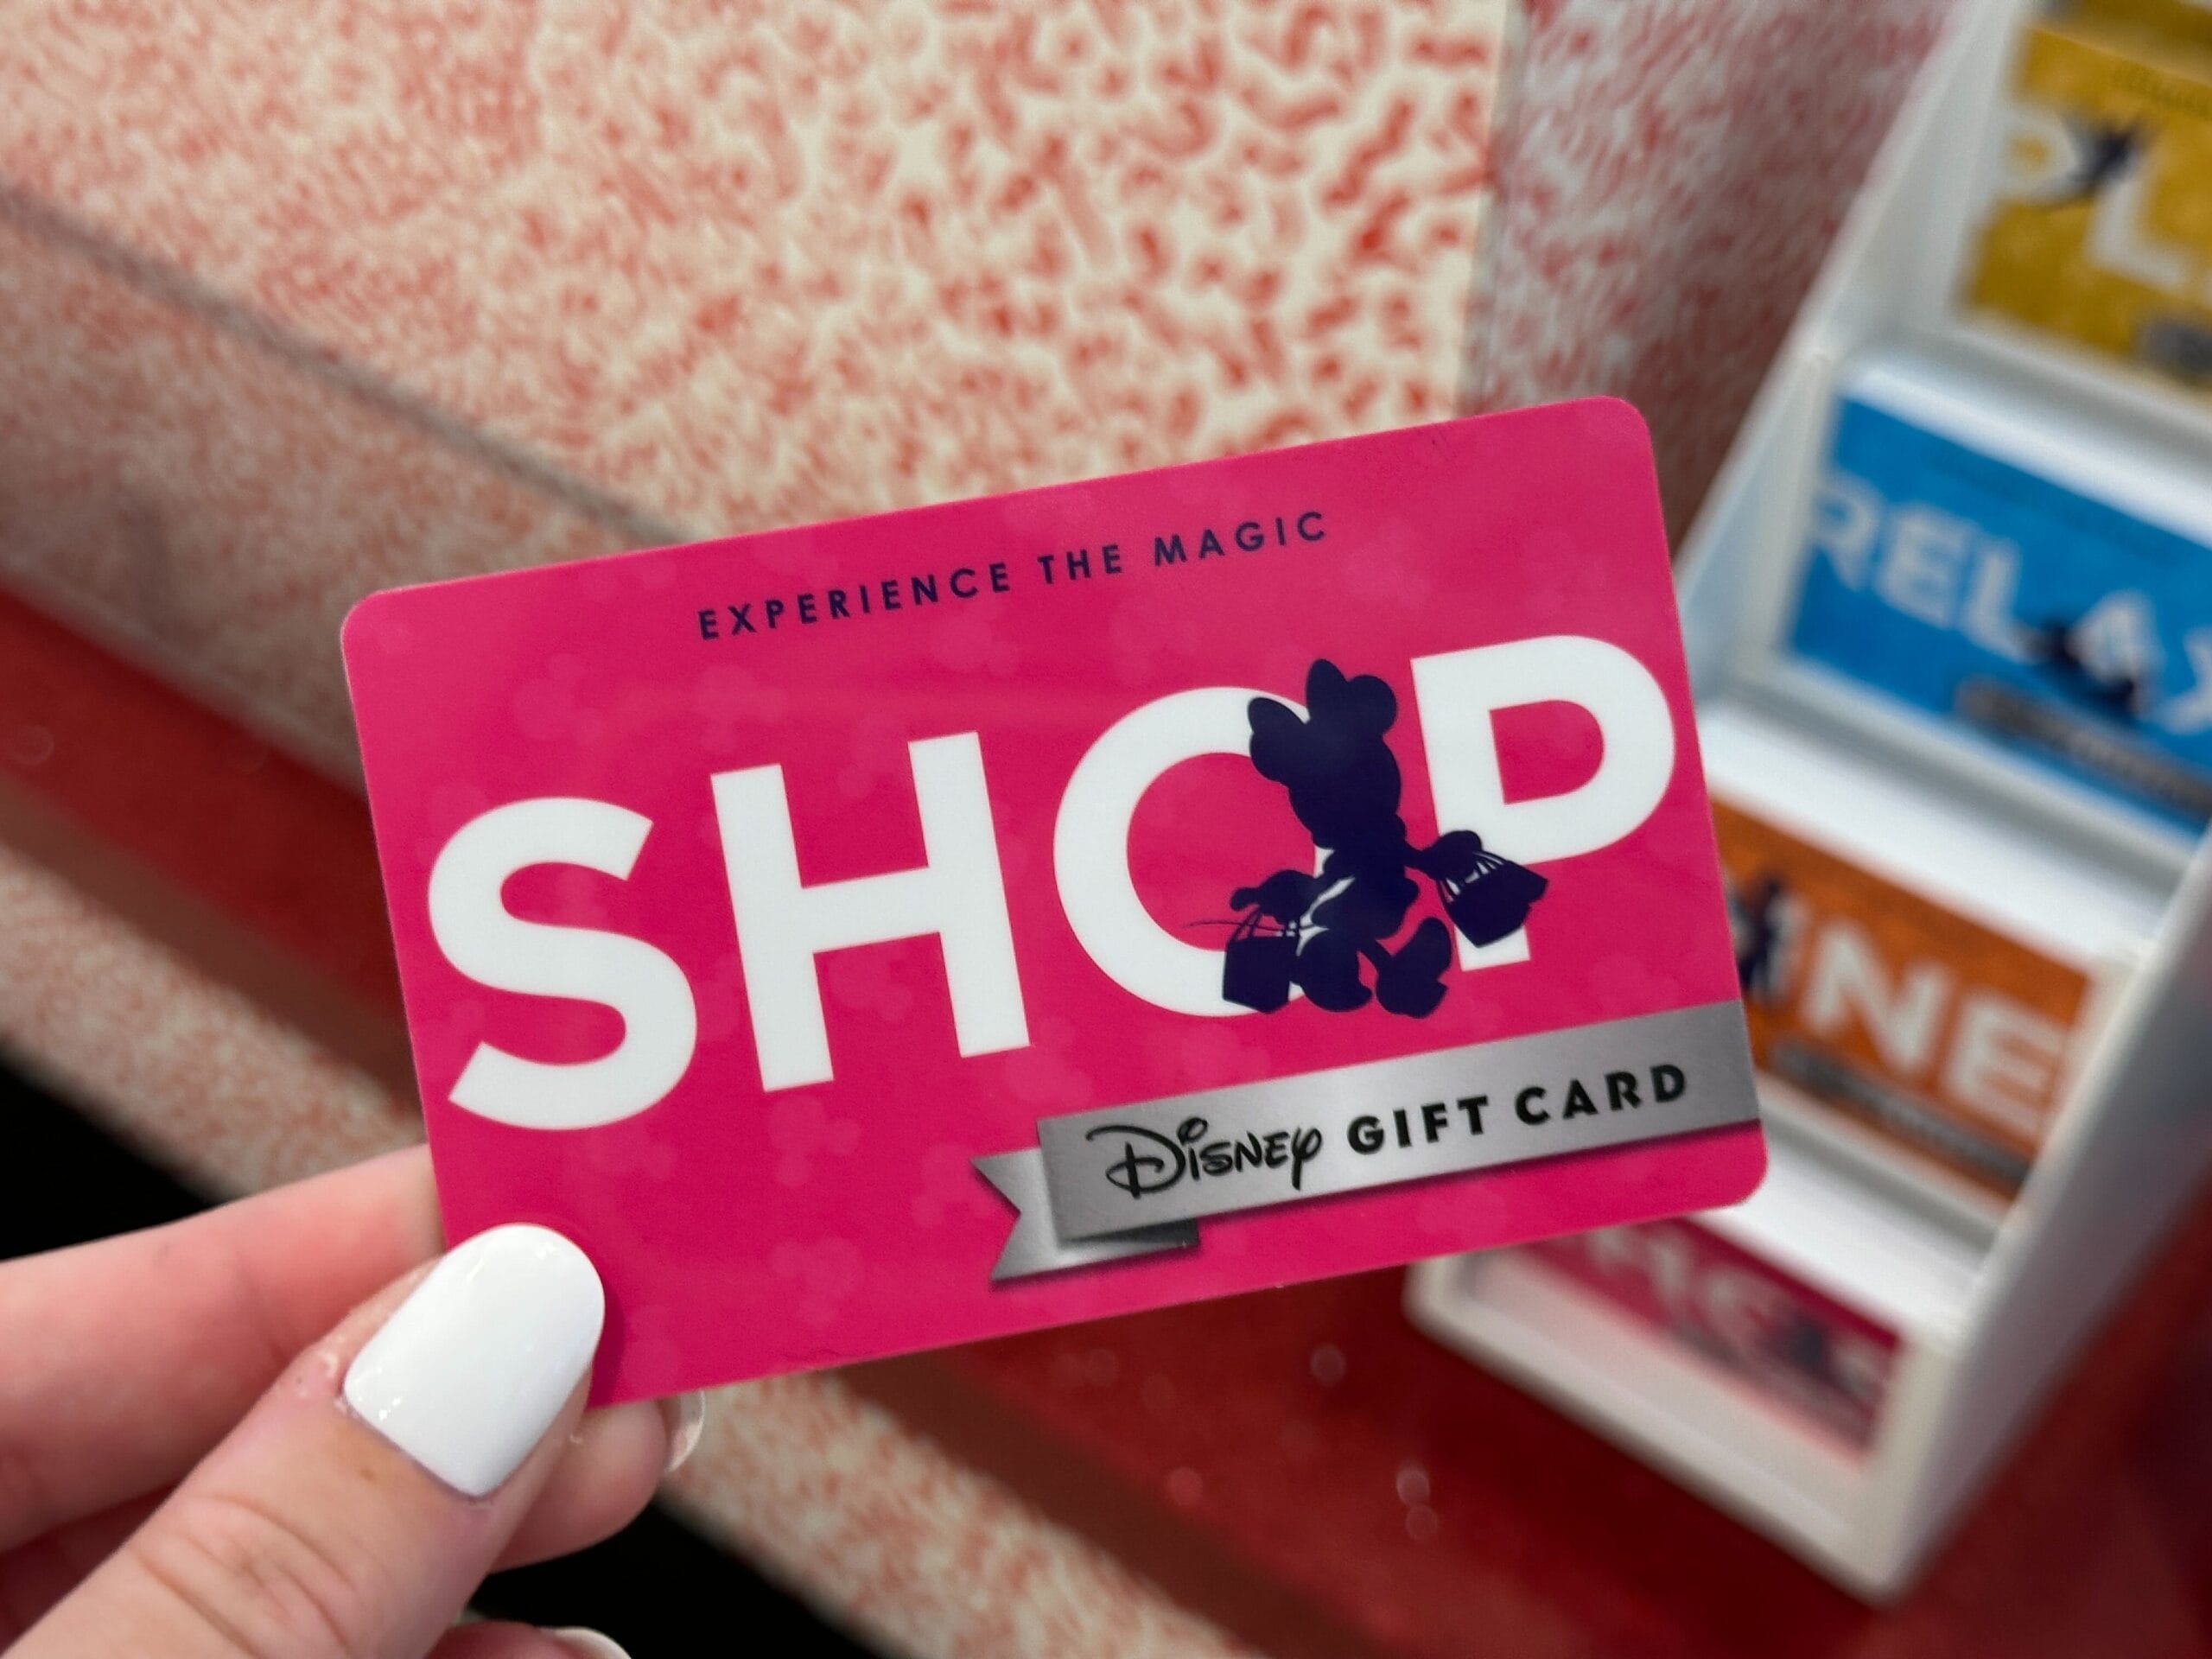 EXPERIENCE THE MAGIC
SHOP
Disney GIFT CARD
RELAX